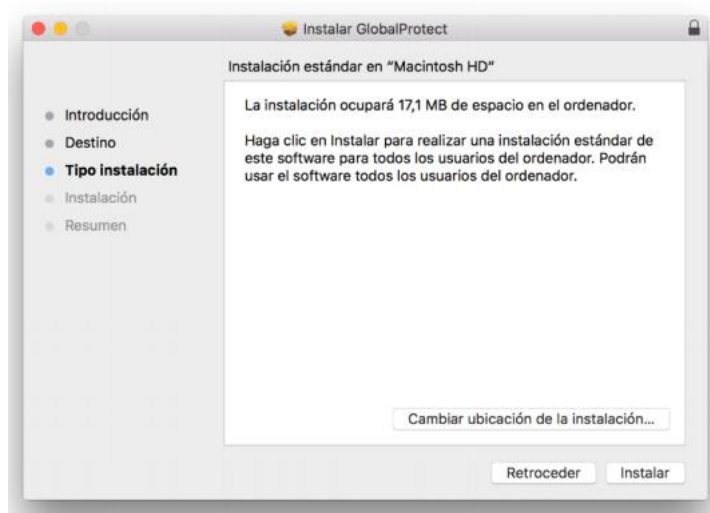 Instalar GlobalProtect
Instalación estándar en “Macintosh HD”
Introducción
Destino
Tipo instalación
Instalación
Resumen
La instalación ocupará 17,1 MB de espacio en el ordenador.
Haga clic en Instalar para realizar una instalación estándar de
este software para todos los usuarios del ordenador. Podrán
usar el software todos los usuarios del ordenador.
Cambiar ubicación de la instalación...
Retroceder
Instalar